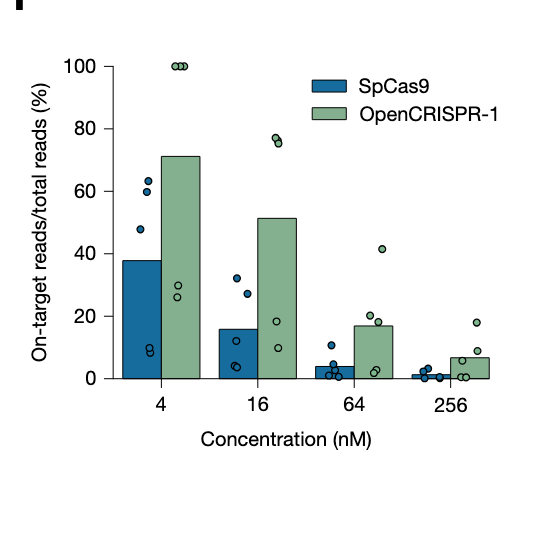 100
80
60
40
20
0
On-target reads/total reads (%)
SpCas9
OpenCRISPR-1
4 16 64 256
Concentration (nM)